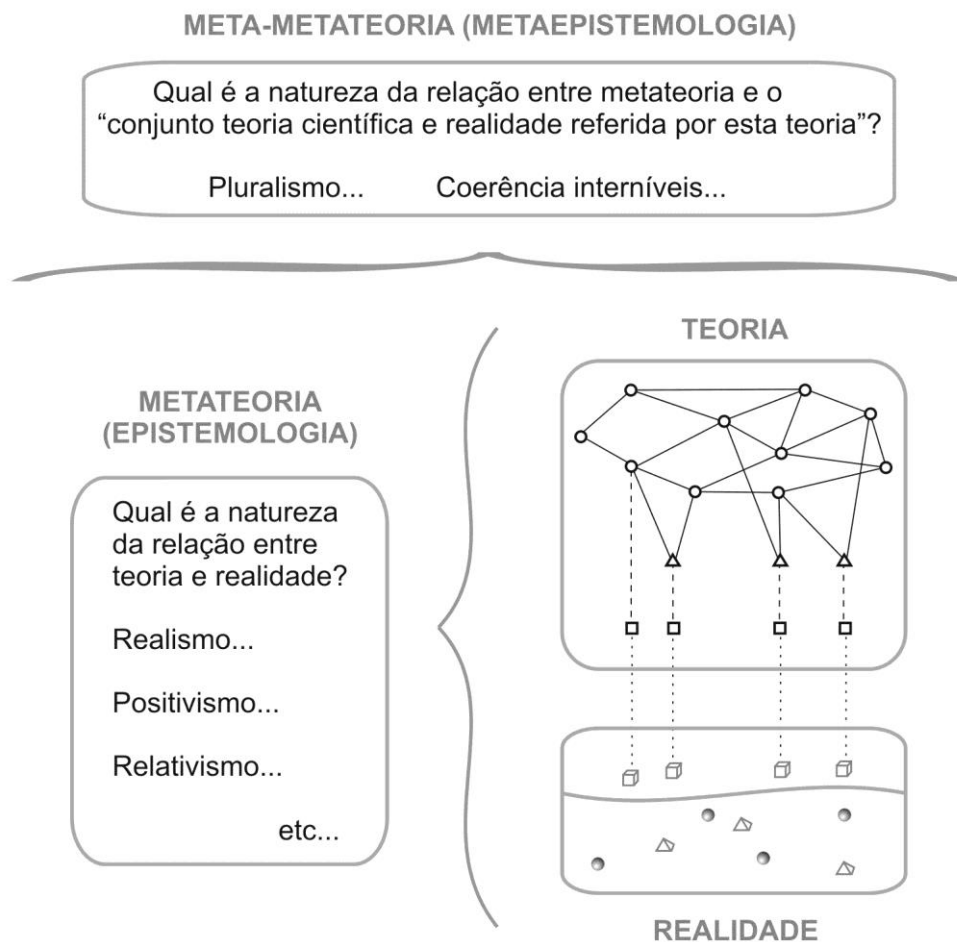 META-METATEORIA (METAEPISTEMOLOGIA)
Qual é a natureza da relação entre metateoria e o
“conjunto teoria científica e realidade referida por esta teoria”?
Pluralismo... Coerência interníveis...
TEORIA
METATEORIA
(EPISTEMOLOGIA)
Qual é a natureza
da relação entre
teoria e realidade?
Realismo...
Positivismo...
Relativismo...
etc...
REALIDADE